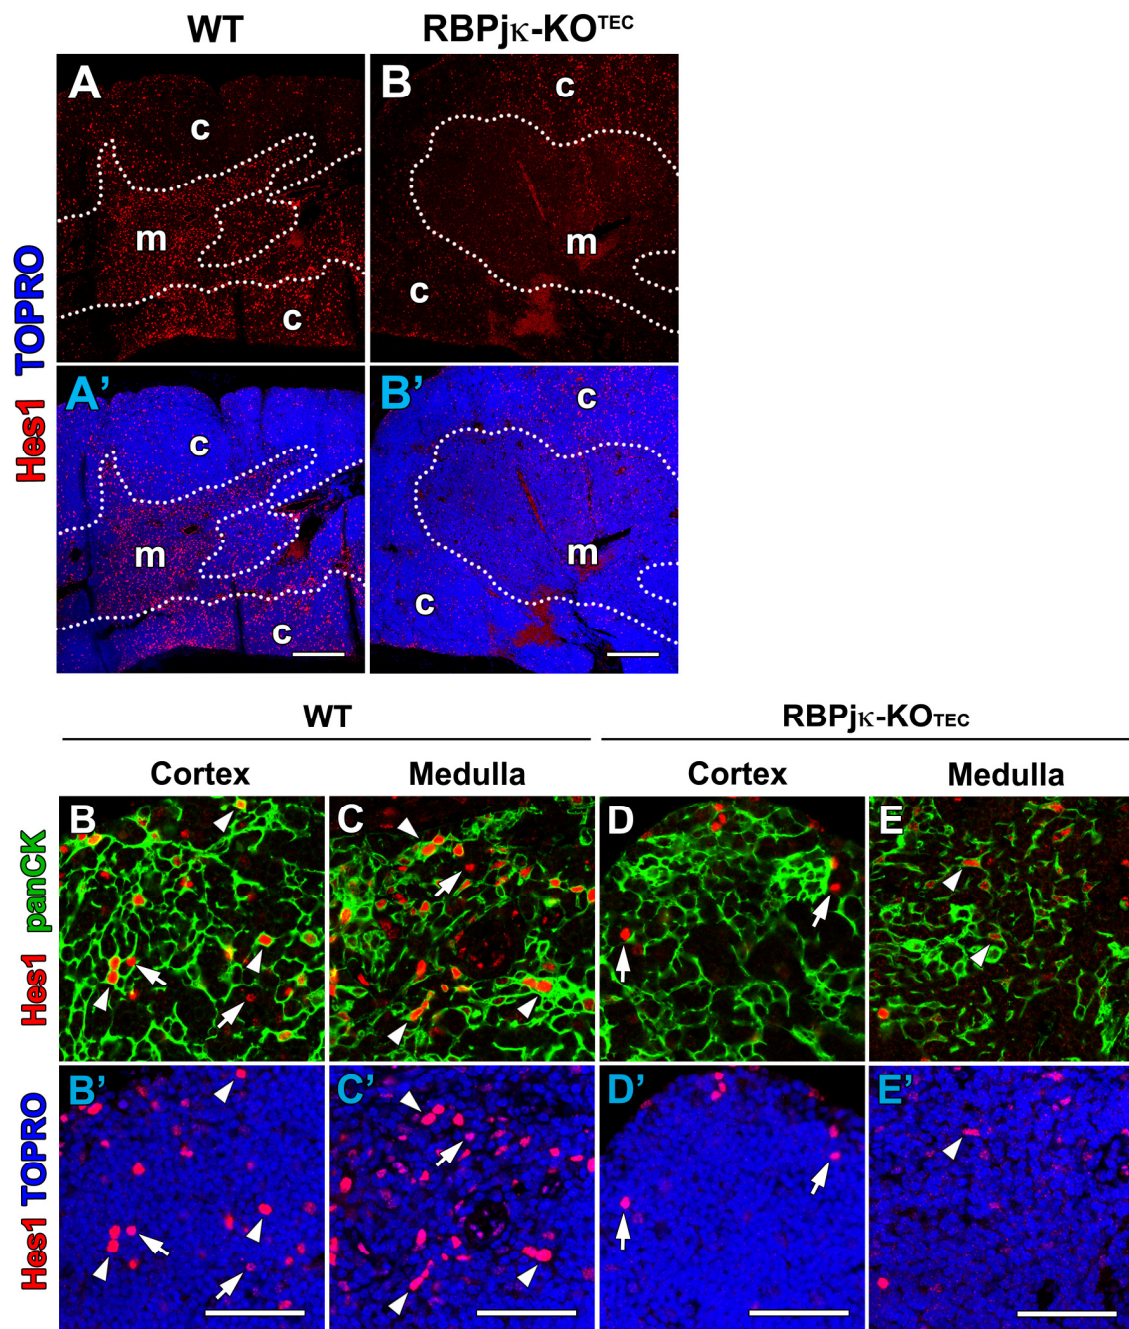 WT RBPjκ-KOTEC
A c m c
B c m c
Hes1 TOPRO
A’ c m c
B’ c m c
WT RBPjκ-KOTEC
Cortex Medulla Cortex Medulla
Hes1 panCK
B C D E
Hes1 TOPRO
B’ C’ D’ E’